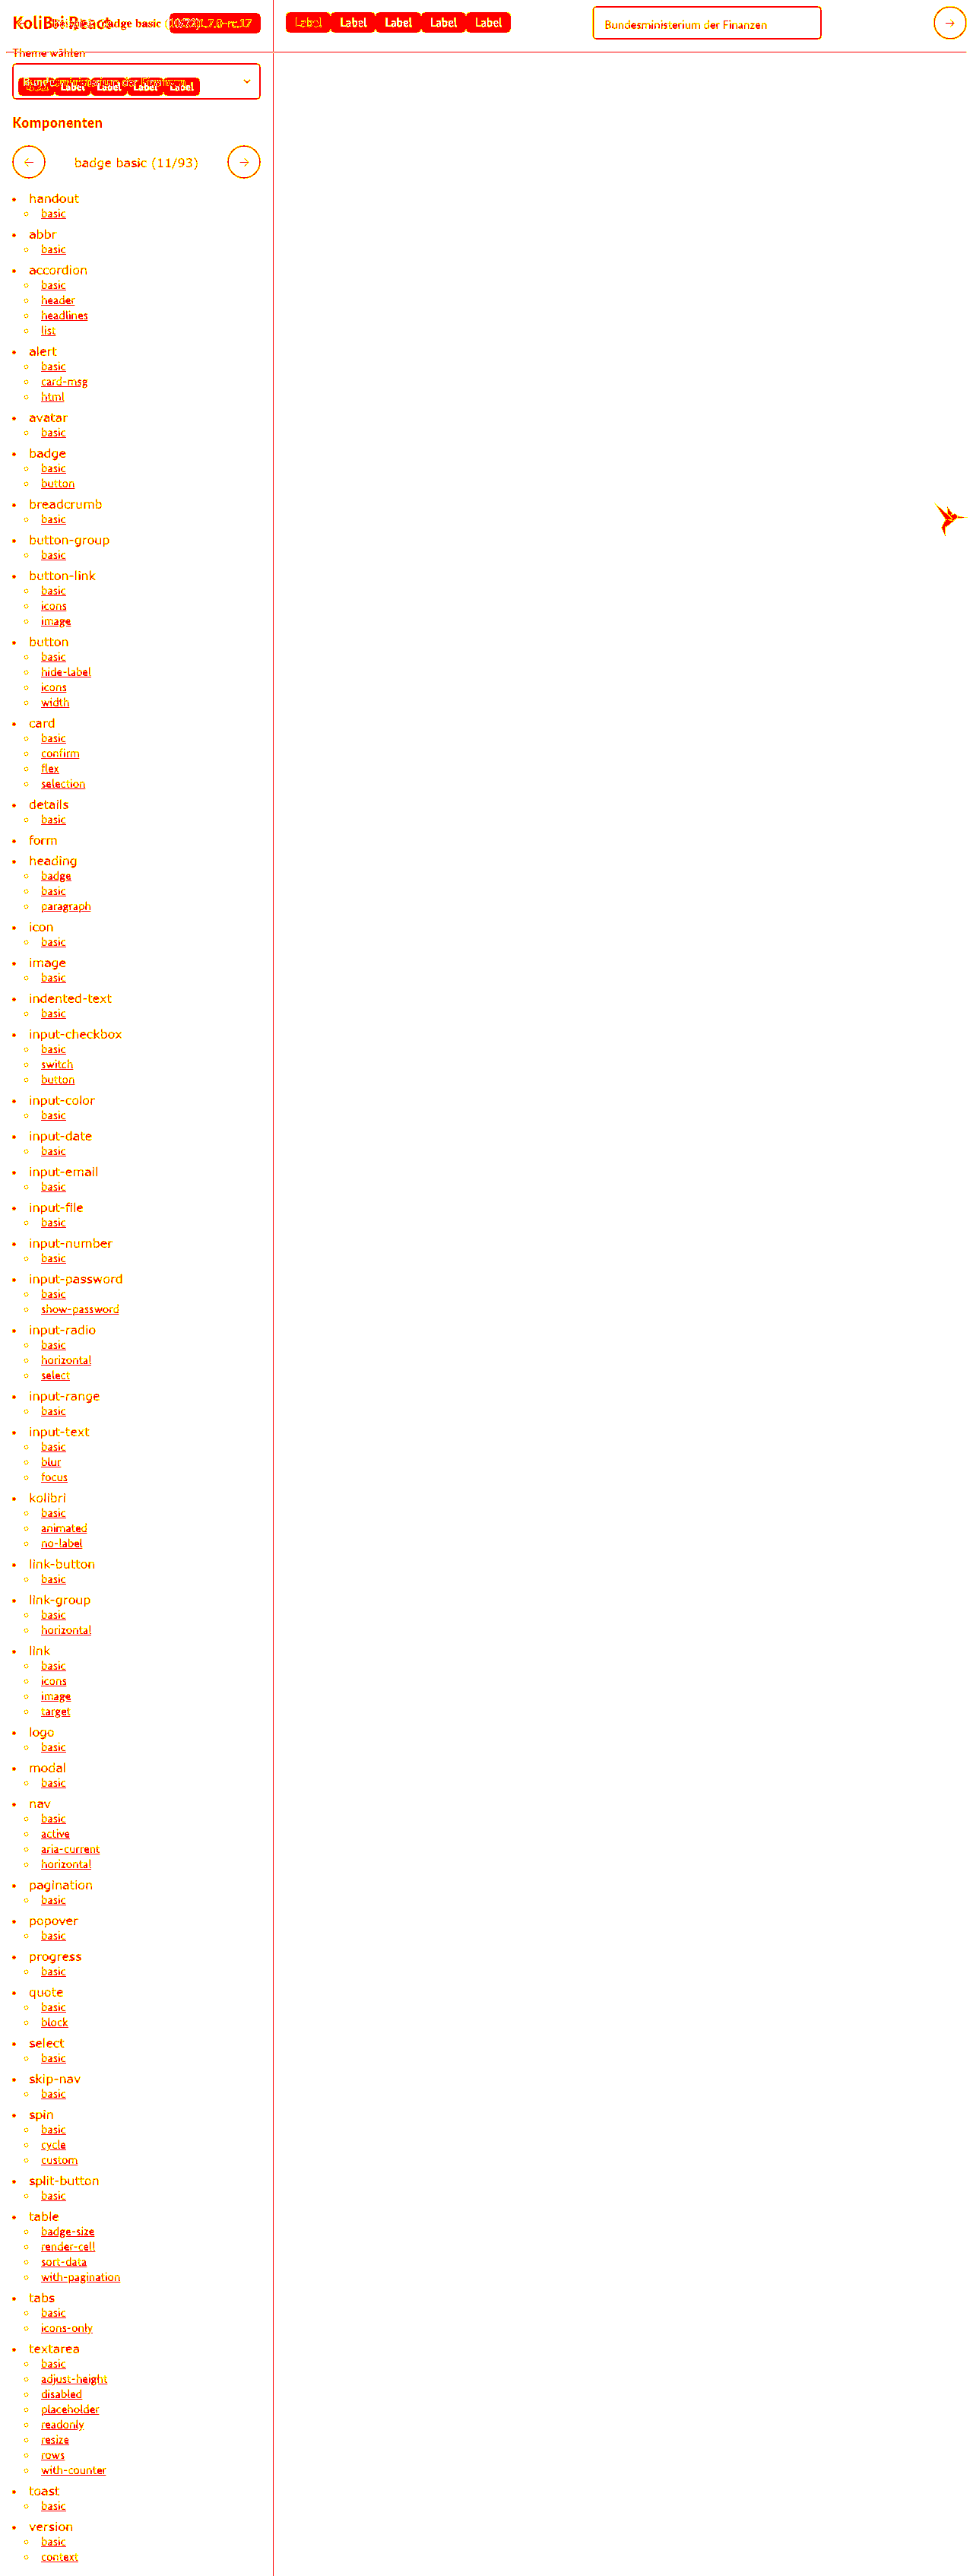 KoliBri React
badge basic
Label Label Label Label Label
Bundesministerium der Finanzen
Theme wählen
Label Label Label Label
Komponenten
badge basic (11/93)
handout
basic
abbr
basic
accordion
basic
header
headlines
list
alert
basic
card-msg
html
avatar
basic
badge
basic
button
breadcrumb
basic
button-group
basic
button-link
basic
icons
image
button
basic
hide-label
icons
width
card
basic
confirm
flex
selection
details
basic
form
heading
badge
basic
paragraph
icon
basic
image
basic
indented-text
basic
input-checkbox
basic
switch
button
input-color
basic
input-date
basic
input-email
basic
input-file
basic
input-number
basic
input-password
basic
show-password
input-radio
basic
horizontal
select
input-range
basic
input-text
basic
blur
focus
kolibri
basic
animated
no-label
link-button
basic
link-group
basic
horizontal
link
basic
icons
image
target
logo
basic
modal
basic
nav
basic
active
aria-current
horizontal
pagination
basic
popover
basic
progress
basic
quote
basic
block
select
basic
skip-nav
basic
spin
basic
cycle
custom
split-button
basic
table
badge-size
render-cell
sort-data
with-pagination
tabs
basic
icons-only
textarea
basic
adjust-height
disabled
placeholder
readonly
resize
rows
with-counter
toast
basic
version
basic
context